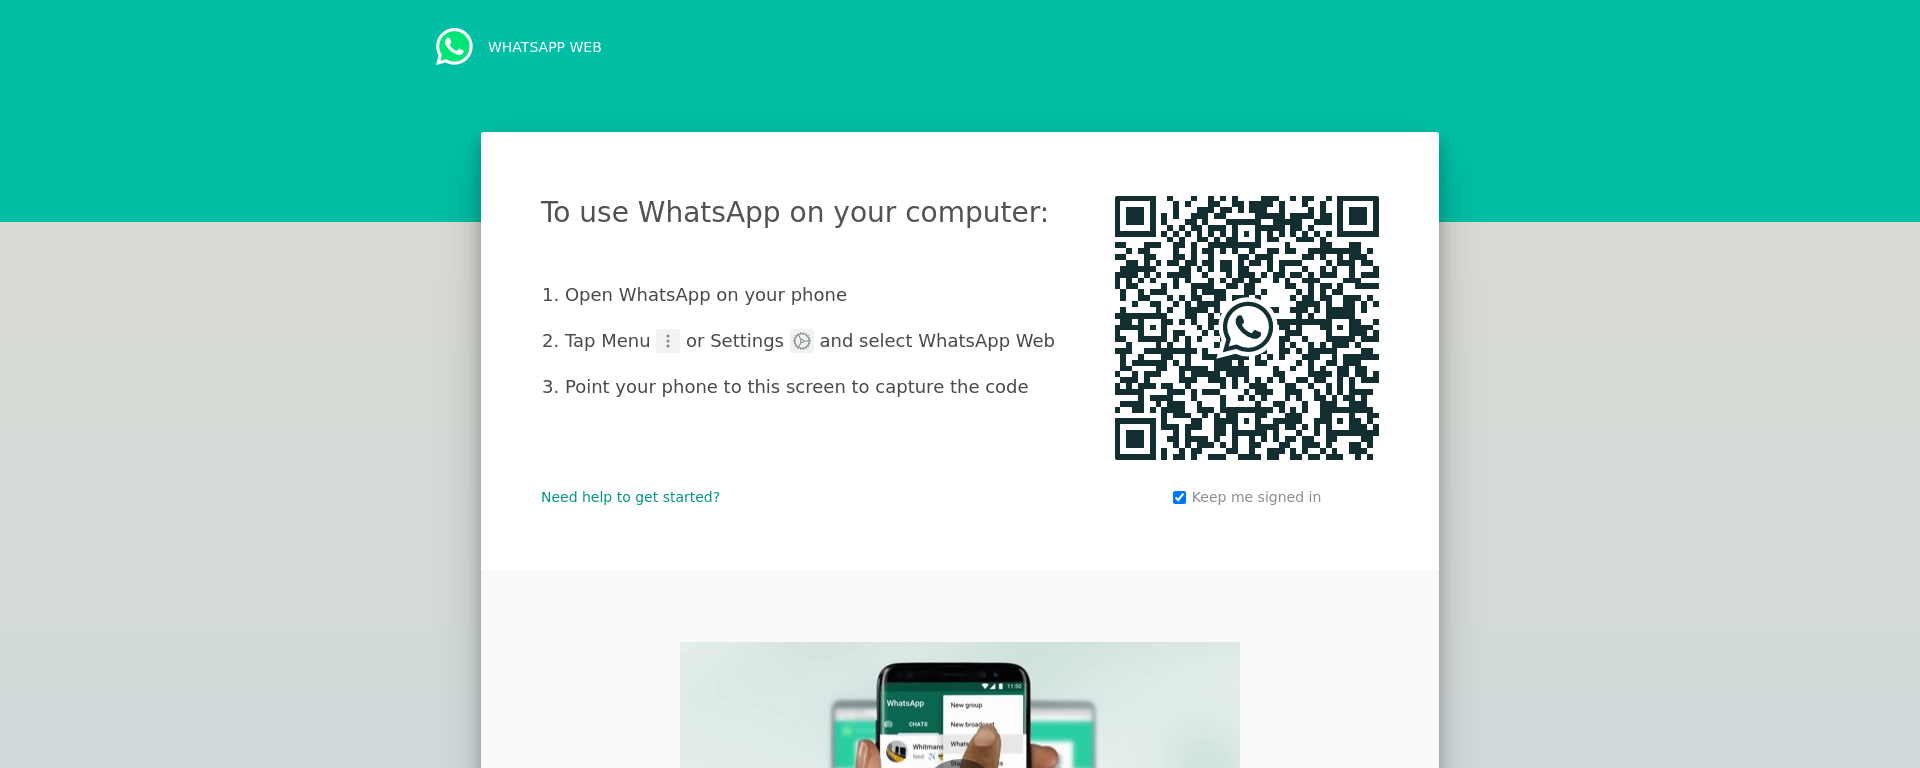 WHATSAPP WEB
To use WhatsApp on your computer:
1. Open WhatsApp on your phone
2. Tap Menu or Settings and select WhatsApp Web
3. Point your phone to this screen to capture the code
Need help to get started?
Keep me signed in
11:50
WhatsApp
New group
CHATS
New broadcast
Whats
Whitmans
Ned